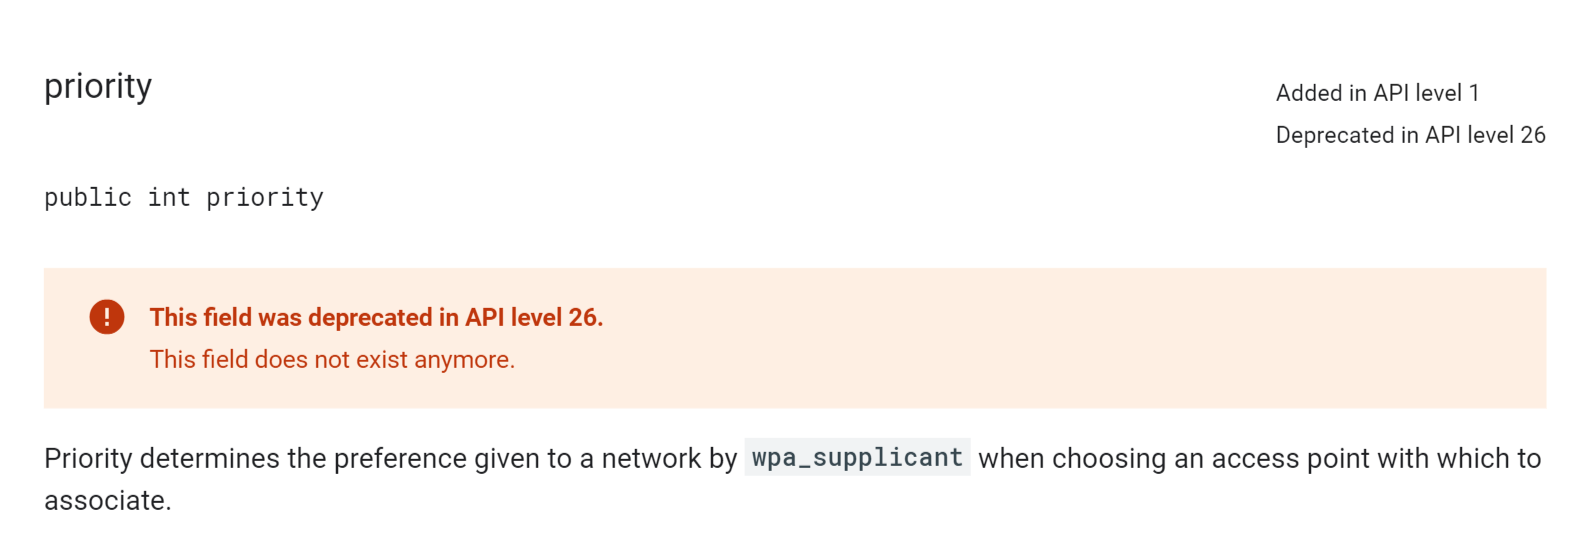 priority
Added in API level 1
Deprecated in API level 26
public int priority
This field was deprecated in API level 26.
This field does not exist anymore.
Priority determines the preference given to a network by wpa_supplicant when choosing an access point with which to
associate.